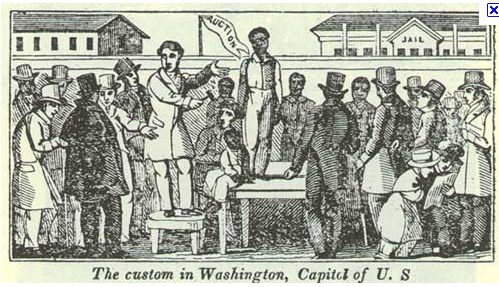 AUCTION
JAIL
The custom in Washington, Capitol of U. S